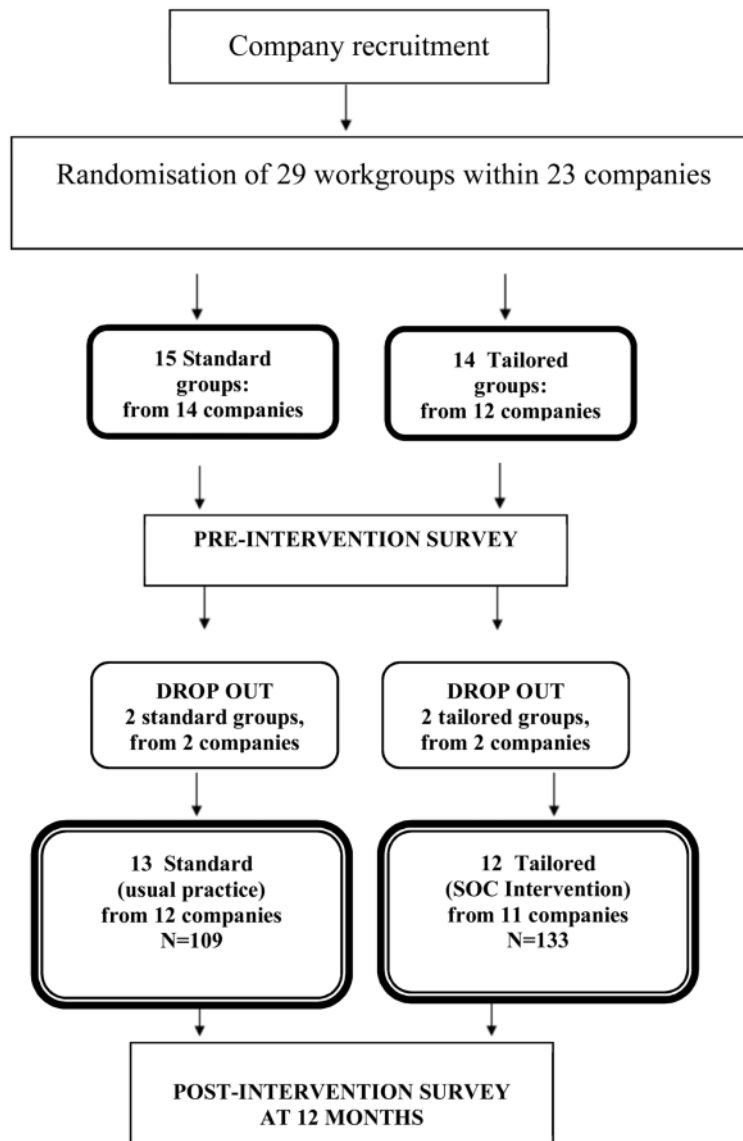 Company recruitment
Randomisation of 29 workgroups within 23 companies
15 Standard
groups:
from 14 companies
14 Tailored
groups:
from 12 companies
PRE-INTERVENTION SURVEY
DROP OUT
2 standard groups,
from 2 companies
DROP OUT
2 tailored groups,
from 2 companies
13 Standard
(usual practice)
from 12 companies
N=109
12 Tailored
(SOC Intervention)
from 11 companies
N=133
POST-INTERVENTION SURVEY
AT 12 MONTHS